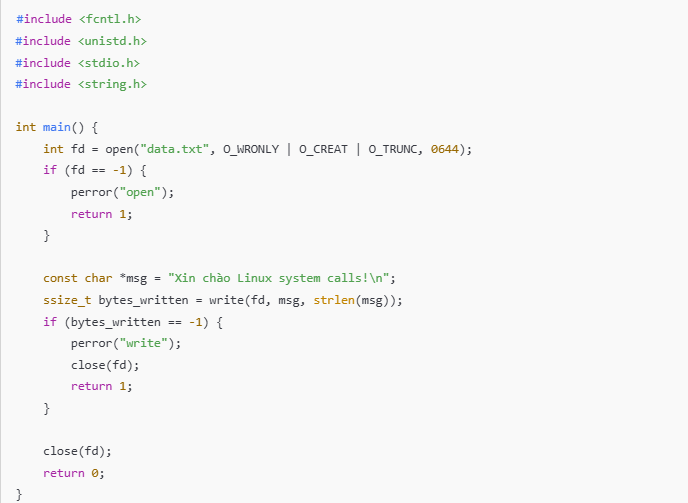 #include <fcntl.h>
#include <unistd.h>
#include <stdio.h>
#include <string.h>

int main() {
    int fd = open("data.txt", O_WRONLY | O_CREAT | O_TRUNC, 0644);
    if (fd == -1) {
        perror("open");
        return 1;
    }

    const char *msg = "Xin chào Linux system calls!\n";
    ssize_t bytes_written = write(fd, msg, strlen(msg));
    if (bytes_written == -1) {
        perror("write");
        close(fd);
        return 1;
    }

    close(fd);
    return 0;
}